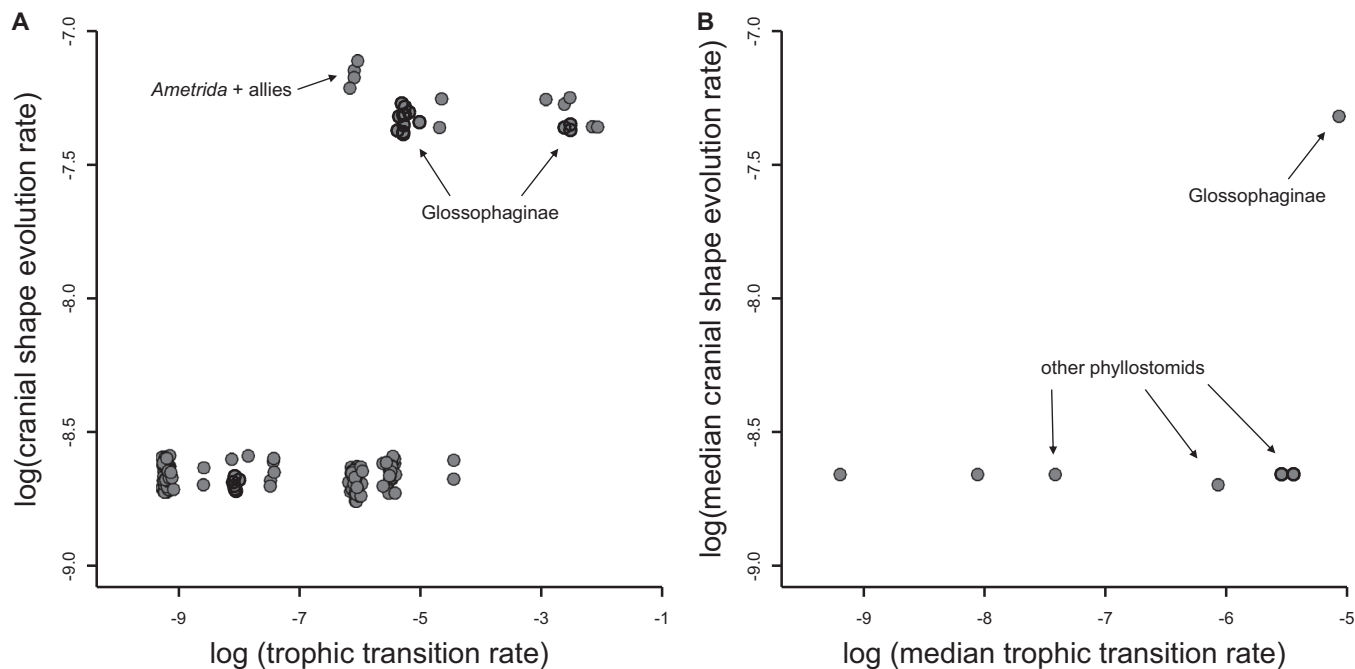 A
log(cranial shape evolution rate)
-7.0
-7.5
-8.0
-8.5
-9.0
Ametrida + allies
Glossophaginae
-9
-7
-5
-3
-1
log (trophic transition rate)
B
log(median cranial shape evolution rate)
-7.0
-7.5
-8.0
-8.5
-9.0
Glossophaginae
other phyllostomids
-9
-8
-7
-6
-5
log (median trophic transition rate)